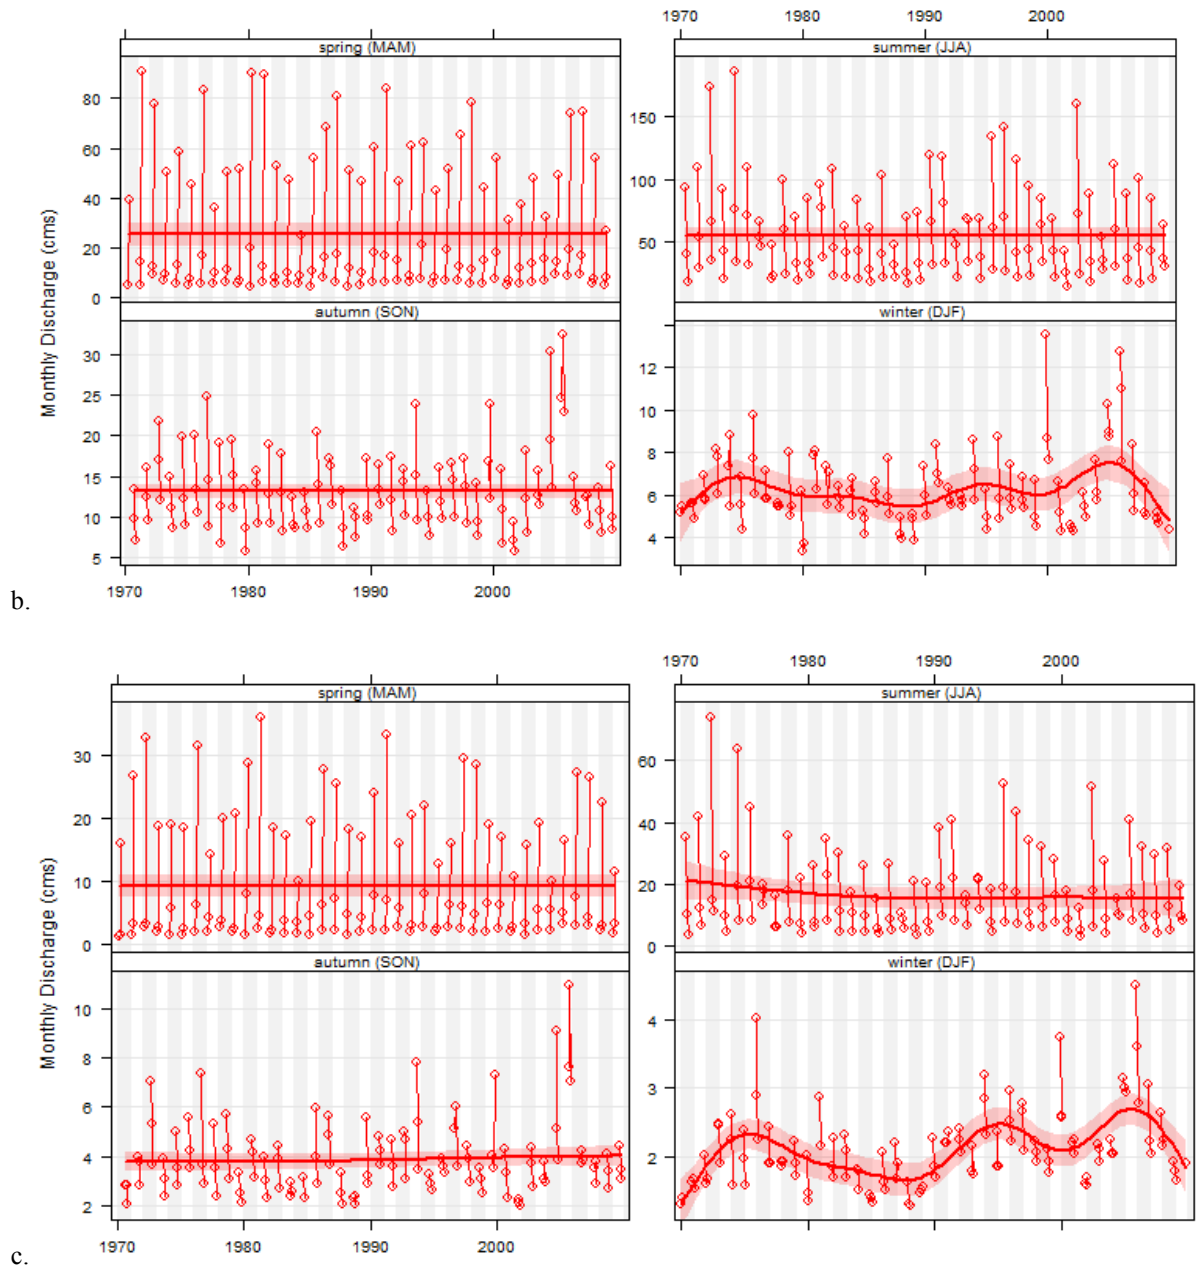 1970 1980 1990 2000
spring (MAM) summer (JJA)
80
60
40
20
0
150
100
50
autumn (SON) winter (DJF)
30
25
20
15
10
5
12
10
8
6
4
Monthly Discharge (cms)
1970 1980 1990 2000
b.
1970 1980 1990 2000
spring (MAM) summer (JJA)
30
20
10
0
60
40
20
0
autumn (SON) winter (DJF)
10
8
6
4
2
4
3
2
Monthly Discharge (cms)
1970 1980 1990 2000
c.